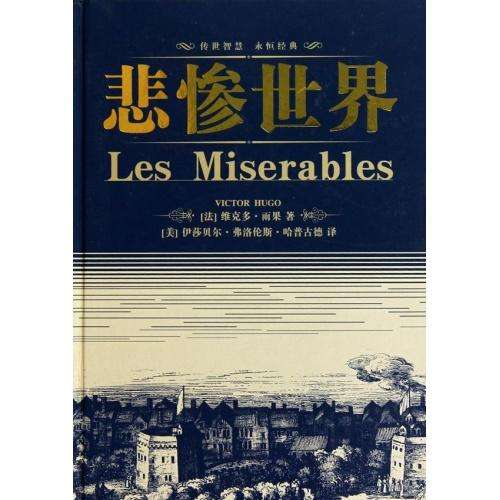 传世智慧 永恒经典
悲惨世界
Les Miserables
VICTOR HUGO
[法] 维克多·雨果 著
[美] 伊莎贝尔·弗洛伦斯·哈普古德 译